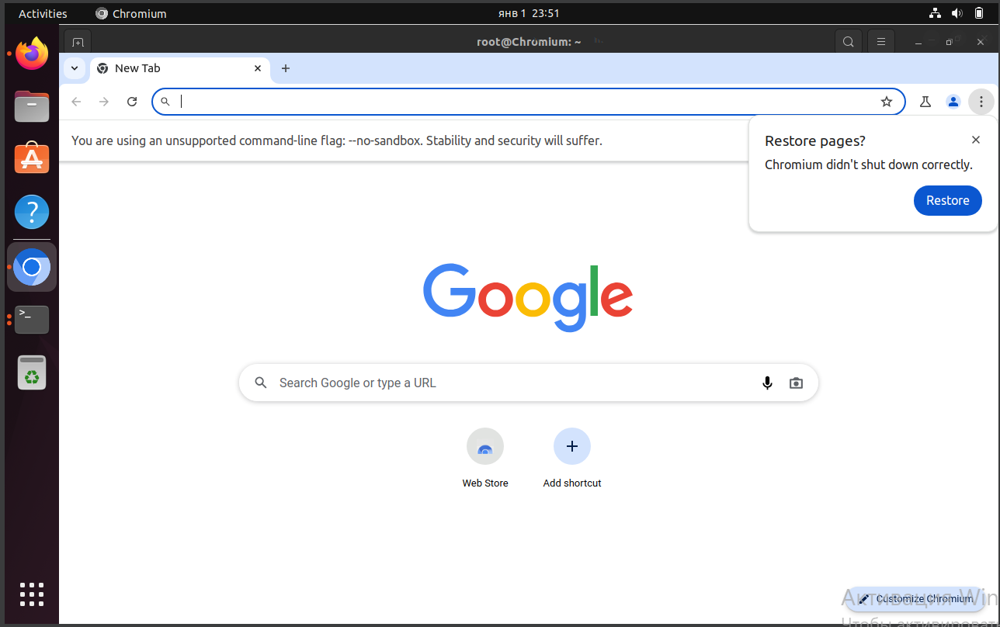 Activities
Chromium
янв 1 23:51
root@Chromium: ~
New Tab
You are using an unsupported command-line flag: --no-sandbox. Stability and security will suffer.
Restore pages?
Chromium didn't shut down correctly.
Restore
Google
Search Google or type a URL
Web Store
Add shortcut
Customize Chromium
Активация Win
Чтобы активироват